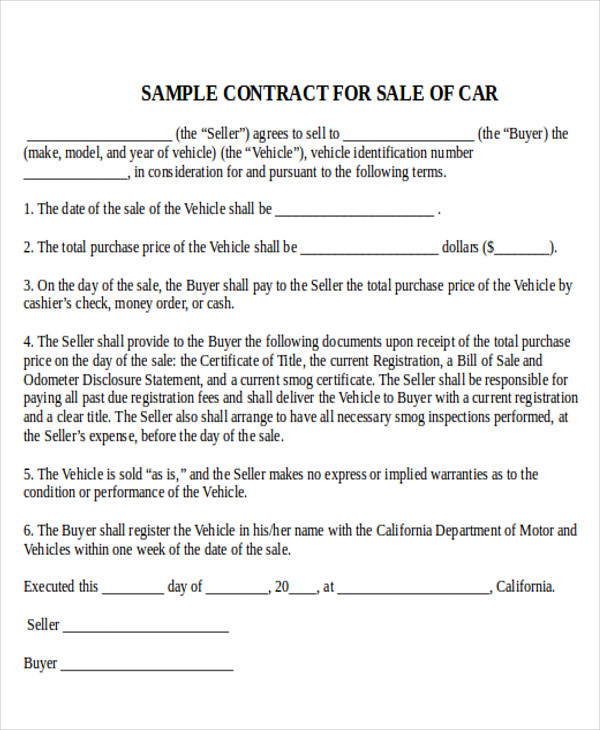 SAMPLE CONTRACT FOR SALE OF CAR
____________________ (the “Seller”) agrees to sell to __________________ (the “Buyer) the
(make, model, and year of vehicle) (the “Vehicle”), vehicle identification number
______________, in consideration for and pursuant to the following terms.
1. The date of the sale of the Vehicle shall be ______________________ .
2. The total purchase price of the Vehicle shall be ___________________ dollars ($________).
3. On the day of the sale, the Buyer shall pay to the Seller the total purchase price of the Vehicle by
cashier’s check, money order, or cash.
4. The Seller shall provide to the Buyer the following documents upon receipt of the total purchase
price on the day of the sale: the Certificate of Title, the current Registration, a Bill of Sale and
Odometer Disclosure Statement, and a current smog certificate. The Seller shall be responsible for
paying all past due registration fees and shall deliver the Vehicle to Buyer with a current registration
and a clear title. The Seller also shall arrange to have all necessary smog inspections performed, at
the Seller’s expense, before the day of the sale.
5. The Vehicle is sold “as is,” and the Seller makes no express or implied warranties as to the
condition or performance of the Vehicle.
6. The Buyer shall register the Vehicle in his/her name with the California Department of Motor and
Vehicles within one week of the date of the sale.
Executed this ________ day of ________, 20____, at _____________________, California.
Seller _______________________
Buyer ________________________